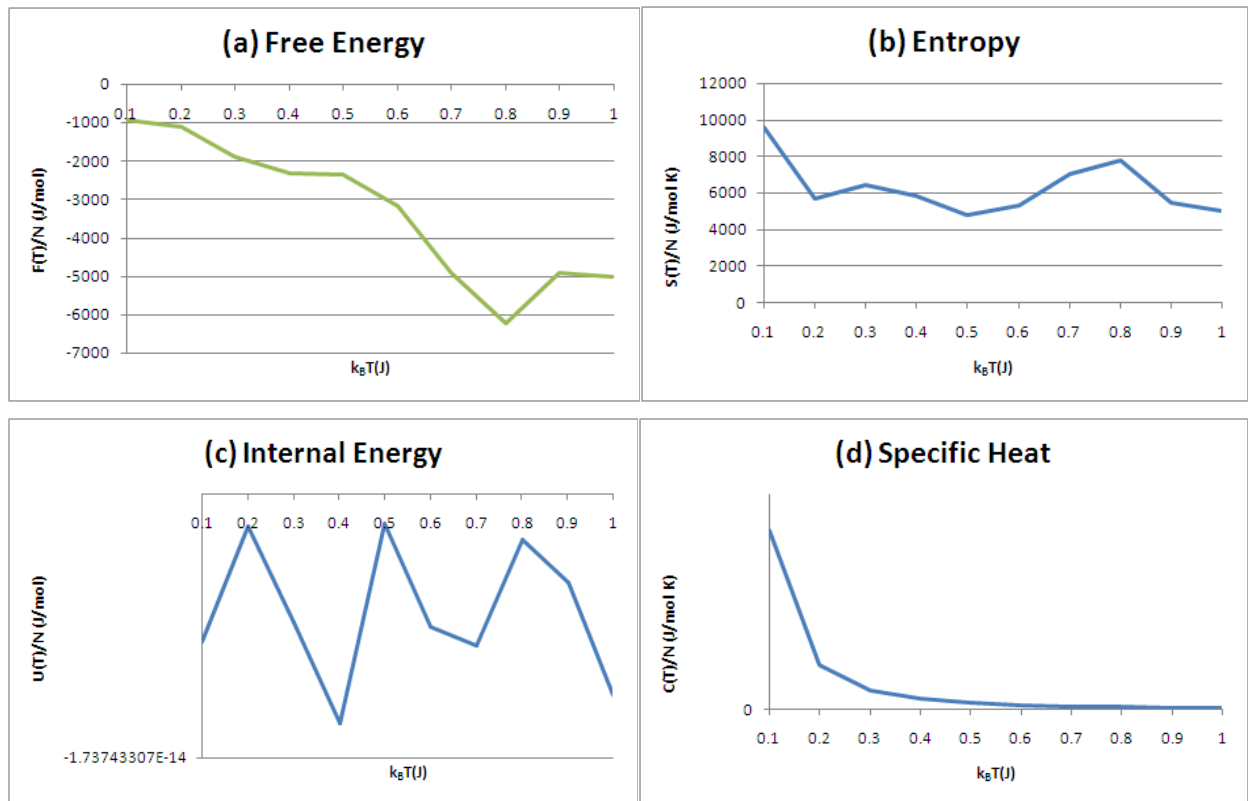 (a) Free Energy
0
-1000
-2000
-3000
-4000
-5000
-6000
-7000
0.1 0.2 0.3 0.4 0.5 0.6 0.7 0.8 0.9 1
F(T)/N (J/mol)
kBT(J)
(b) Entropy
12000
10000
8000
6000
4000
2000
0
0.1 0.2 0.3 0.4 0.5 0.6 0.7 0.8 0.9 1
S(T)/N (J/mol K)
kBT(J)
(c) Internal Energy
0.1 0.2 0.3 0.4 0.5 0.6 0.7 0.8 0.9 1
U(T)/N (J/mol)
-1.73743307E-14
kBT(J)
(d) Specific Heat
C(T)/N (J/mol K)
0
0.1 0.2 0.3 0.4 0.5 0.6 0.7 0.8 0.9 1
kBT(J)